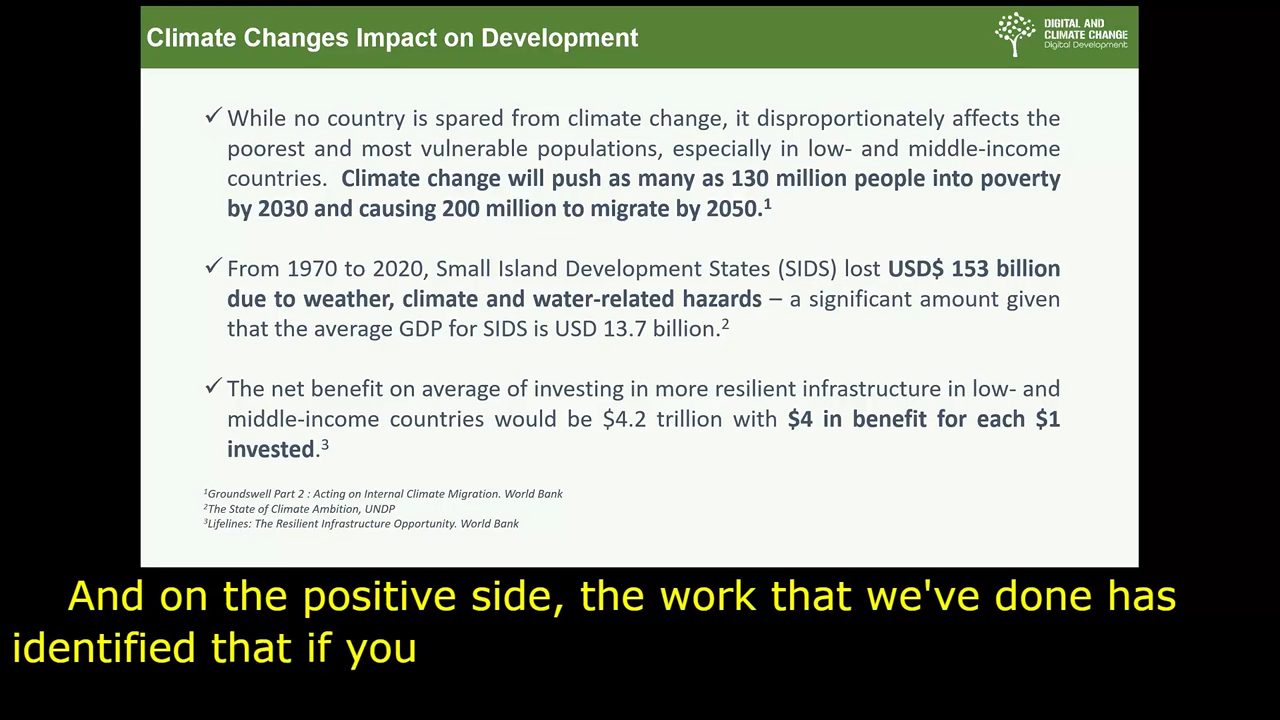 Climate Changes Impact on Development
DIGITAL AND
CLIMATE CHANGE
Digital Development
✓ While no country is spared from climate change, it disproportionately affects the
poorest and most vulnerable populations, especially in low- and middle-income
countries. Climate change will push as many as 130 million people into poverty
by 2030 and causing 200 million to migrate by 2050.¹
✓ From 1970 to 2020, Small Island Development States (SIDS) lost USD$ 153 billion
due to weather, climate and water-related hazards – a significant amount given
that the average GDP for SIDS is USD 13.7 billion.²
✓ The net benefit on average of investing in more resilient infrastructure in low- and
middle-income countries would be $4.2 trillion with $4 in benefit for each $1
invested.³
¹Groundswell Part 2 : Acting on Internal Climate Migration. World Bank
²The State of Climate Ambition, UNDP
³Lifelines: The Resilient Infrastructure Opportunity. World Bank
And on the positive side, the work that we've done has
identified that if you